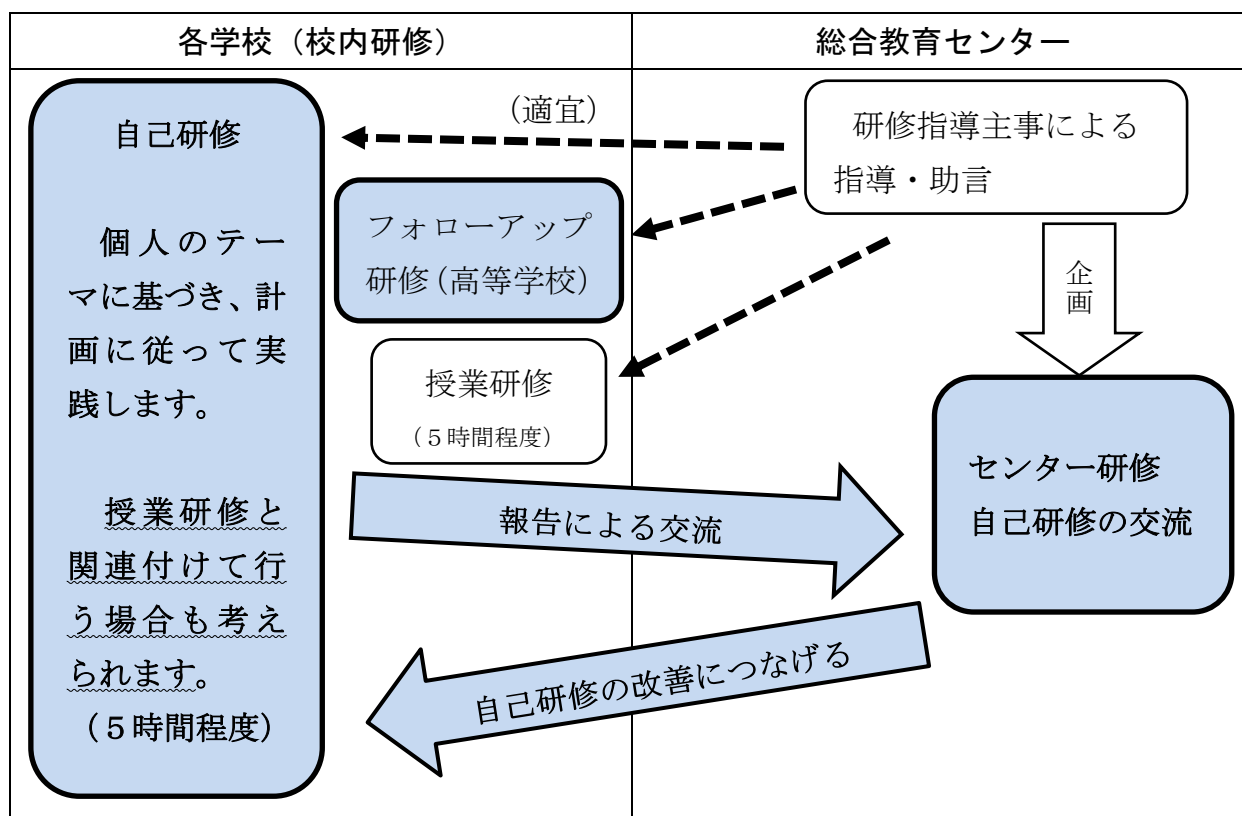 各学校（校内研修）
総合教育センター
自己研修
個人のテー
マに基づき、計
画に従って実
践します。
授業研修と
関連付けて行
う場合も考え
られます。
（５時間程度）
（適宜）
フォローアップ
研修（高等学校）
授業研修
（５時間程度）
研修指導主事による
指導・助言
企画
報告による交流
センター研修
自己研修の交流
自己研修の改善につなげる